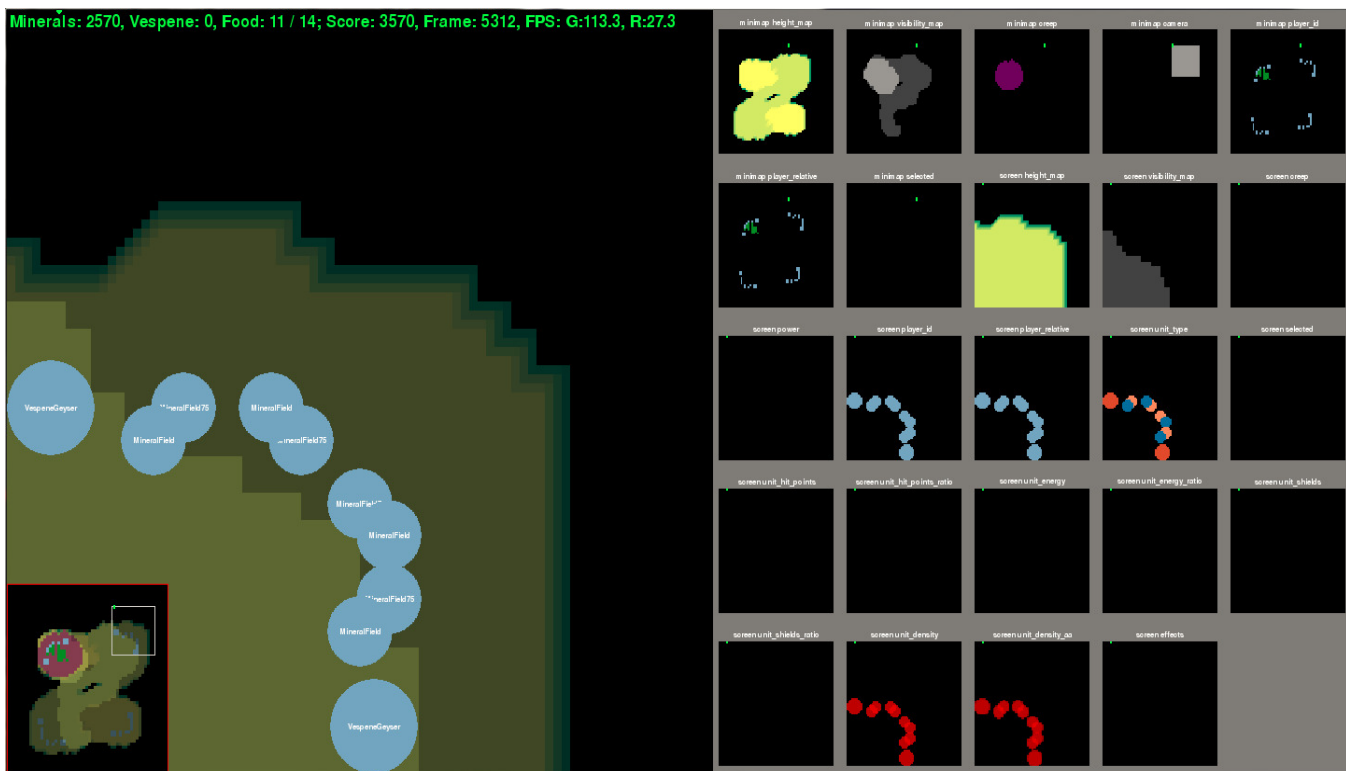 Minerals: 2570, Vespene: 0, Food: 11 / 14; Score: 3570, Frame: 5312, FPS: G:113.3, R:27.3
minimap height_map
minimap visibility_map
minimap creep
minimap camera
minimap player_id
minimap player_relative
minimap selected
screen height_map
screen visibility_map
screen creep
screen power
screen player_id
screen player_relative
screen unit_type
screen selected
screen unit_hit_points
screen unit_hit_points_ratio
screen unit_energy
screen unit_energy_ratio
screen unit_shields
screen unit_shields_ratio
screen unit_density
screen unit_density_aa
screen effects
VespeneGeyser
MineralField75
MineralField
MineralField
MineralField
MineralField
MineralField
VespeneGeyser